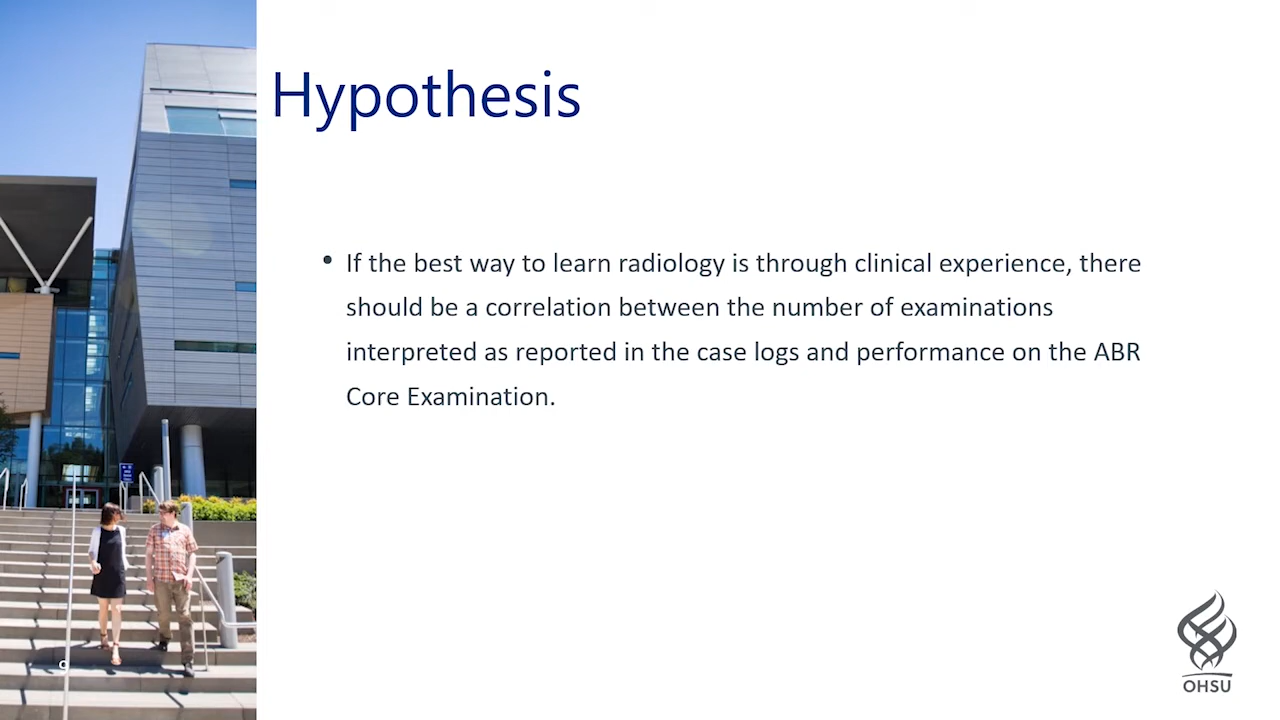 Hypothesis
• If the best way to learn radiology is through clinical experience, there
should be a correlation between the number of examinations
interpreted as reported in the case logs and performance on the ABR
Core Examination.
9
OHSU